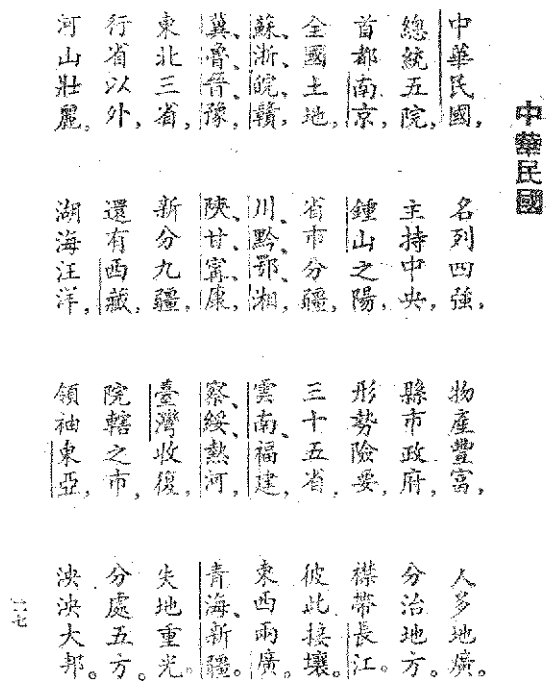 中華民國
中華民國，名列四強，物產豐富，人多地廣。
總統五院，主持中央，縣市政府，分治地方。
首都南京，鍾山之陽，形勢險要，襟帶長江。
全國土地，省市分疆，三十五省，彼此接壤。
蘇、浙、皖、贛，川、黔、鄂、湘，雲南、福建，東西兩廣。
冀、魯、晉、豫，陝、甘、寧、康，察、綏、熱河，青海、新疆。
東北三省，新分九疆，臺灣收復，失地重光。
行省以外，還有西藏，院轄之市，分處五方。
河山壯麗，湖海汪洋，領袖東亞，泱泱大邦。
二七